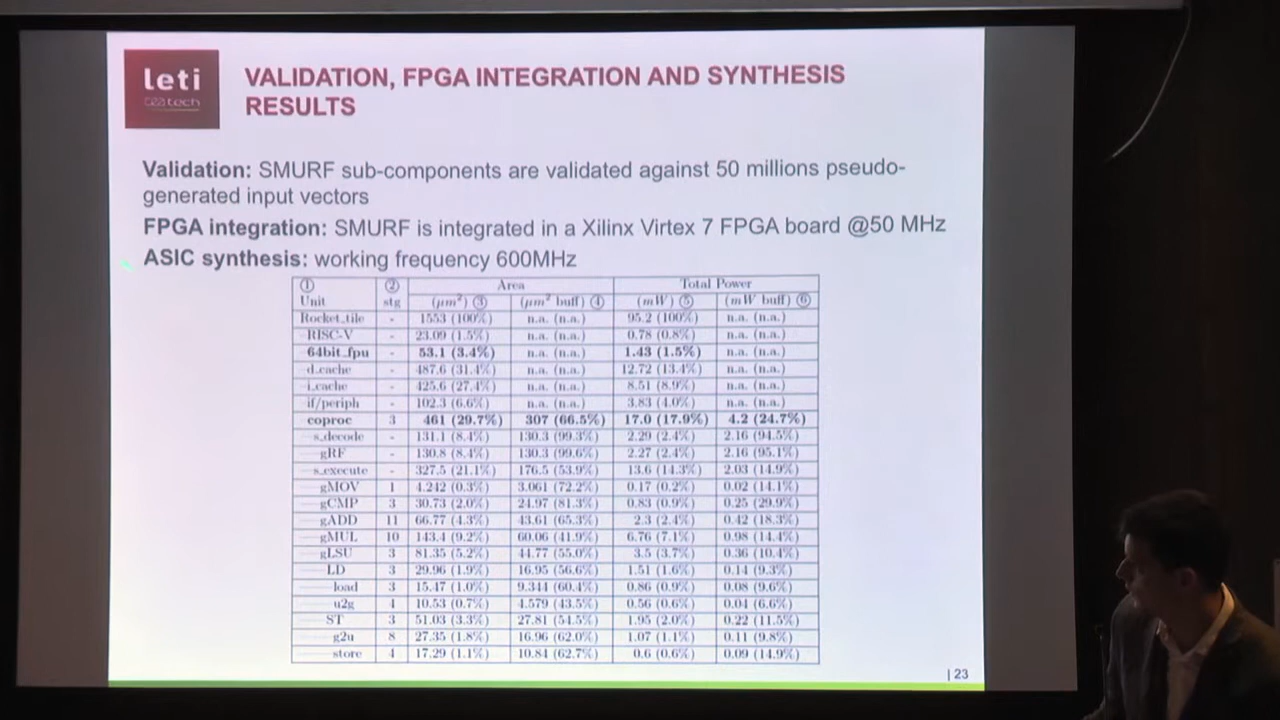 leti
cea tech
VALIDATION, FPGA INTEGRATION AND SYNTHESIS
RESULTS
Validation: SMURF sub-components are validated against 50 millions pseudo-
generated input vectors
FPGA integration: SMURF is integrated in a Xilinx Virtex 7 FPGA board @50 MHz
ASIC synthesis: working frequency 600MHz
① ② Area Total Power
Unit stg (μm²) ③ (μm² buff) ④ (mW) ⑤ (mW buff) ⑥
Rocket_tile - 1553 (100%) n.a. (n.a.) 95.2 (100%) n.a. (n.a.)
RISC-V - 23.09 (1.5%) n.a. (n.a.) 0.78 (0.8%) n.a. (n.a.)
64bit_fpu - 53.1 (3.4%) n.a. (n.a.) 1.43 (1.5%) n.a. (n.a.)
d.cache - 487.6 (31.4%) n.a. (n.a.) 12.72 (13.4%) n.a. (n.a.)
i.cache - 425.6 (27.4%) n.a. (n.a.) 8.51 (8.9%) n.a. (n.a.)
if/periph - 102.3 (6.6%) n.a. (n.a.) 3.83 (4.0%) n.a. (n.a.)
coproc 3 461 (29.7%) 307 (66.5%) 17.0 (17.9%) 4.2 (24.7%)
s_decode - 131.1 (8.4%) 130.3 (99.3%) 2.29 (2.4%) 2.16 (94.5%)
gRF - 130.8 (8.4%) 130.3 (99.6%) 2.27 (2.4%) 2.16 (95.1%)
s_execute - 327.5 (21.1%) 176.5 (53.9%) 13.6 (14.3%) 2.03 (14.9%)
gMOV 1 4.242 (0.3%) 3.061 (72.2%) 0.17 (0.2%) 0.02 (14.1%)
gCMP 3 30.73 (2.0%) 24.97 (81.3%) 0.83 (0.9%) 0.25 (29.9%)
gADD 11 66.77 (4.3%) 43.61 (65.3%) 2.3 (2.4%) 0.42 (18.3%)
gMUL 10 143.4 (9.2%) 60.06 (41.9%) 6.76 (7.1%) 0.98 (14.4%)
gLSU 3 81.35 (5.2%) 44.77 (55.0%) 3.5 (3.7%) 0.36 (10.4%)
LD 3 29.96 (1.9%) 16.95 (56.6%) 1.51 (1.6%) 0.14 (9.3%)
load 3 15.47 (1.0%) 9.344 (60.4%) 0.86 (0.9%) 0.08 (9.6%)
u2g 4 10.53 (0.7%) 4.579 (43.5%) 0.56 (0.6%) 0.04 (6.6%)
ST 3 51.03 (3.3%) 27.81 (54.5%) 1.95 (2.0%) 0.22 (11.5%)
g2u 8 27.35 (1.8%) 16.96 (62.0%) 1.07 (1.1%) 0.11 (9.8%)
store 4 17.29 (1.1%) 10.84 (62.7%) 0.6 (0.6%) 0.09 (14.9%)
| 23